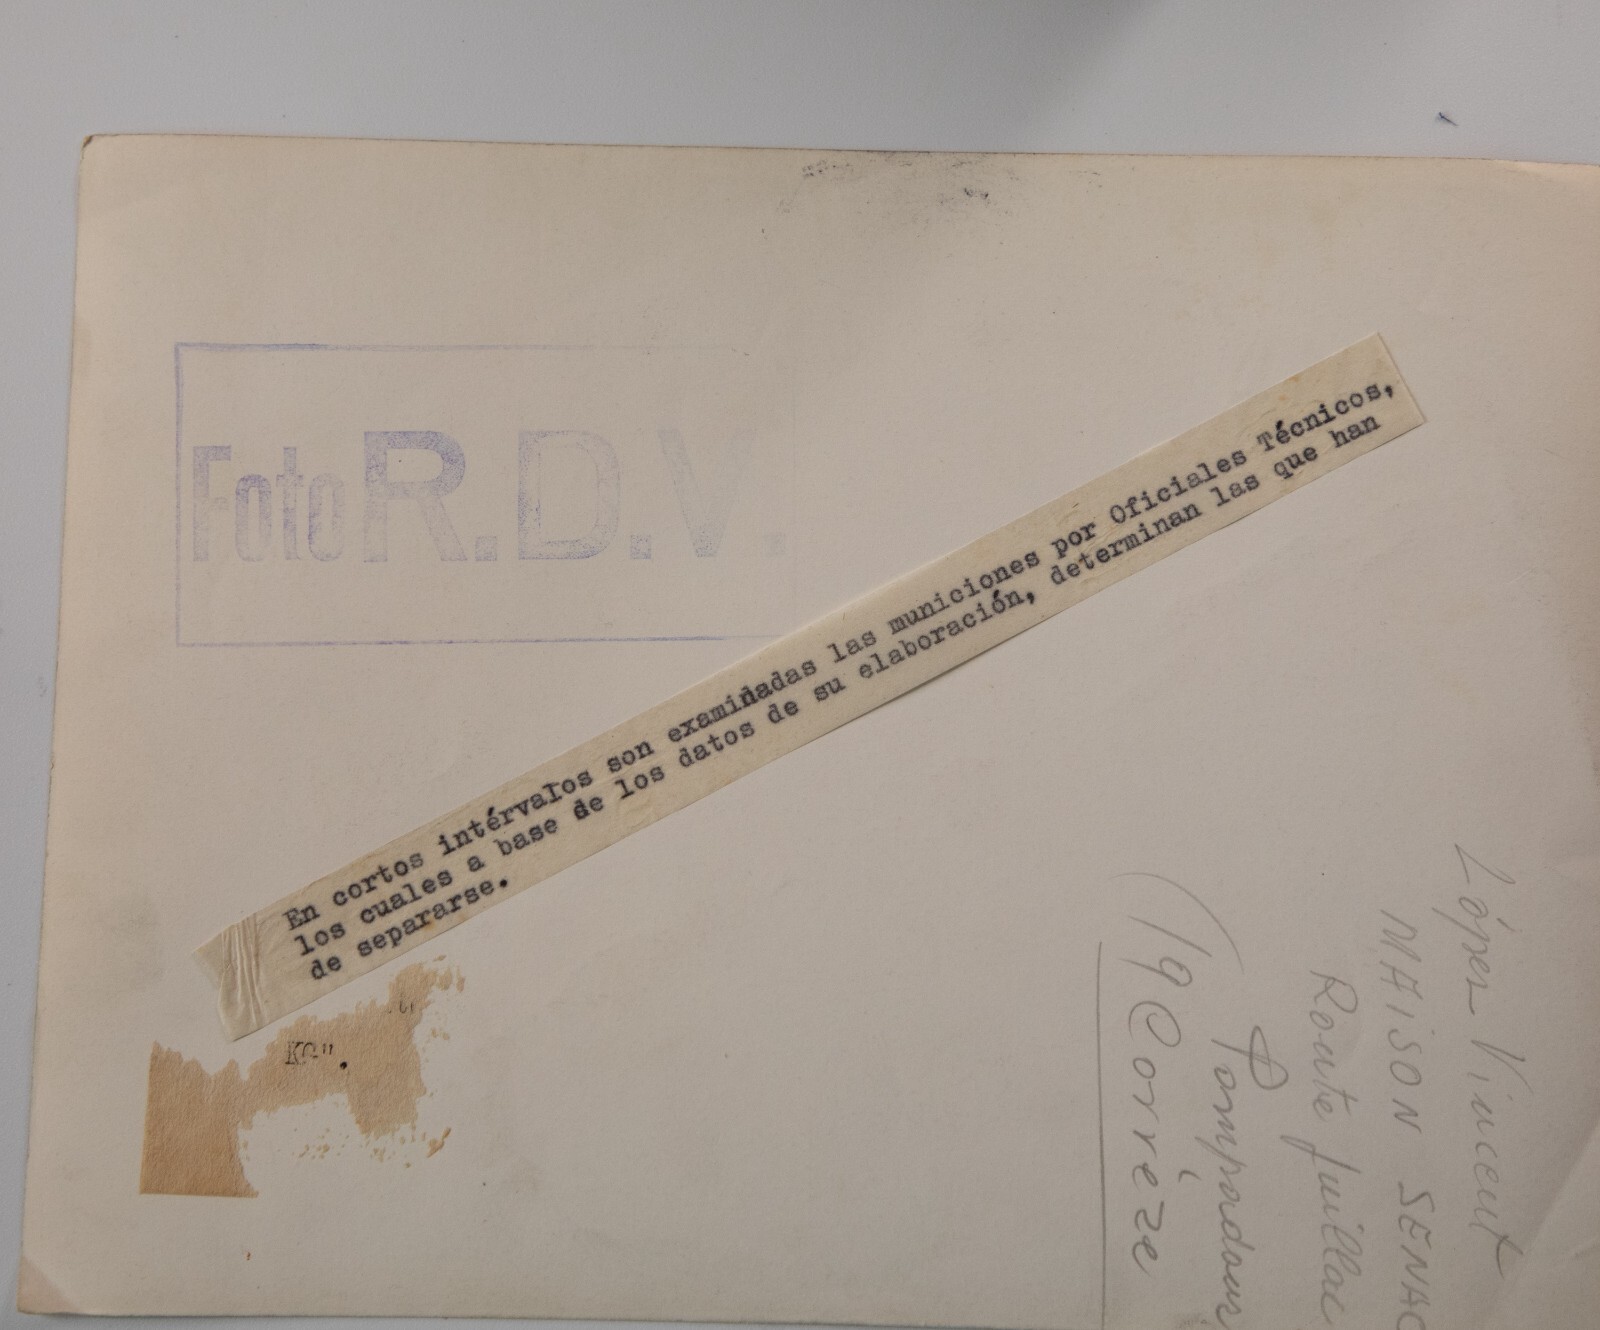 Foto R.D.V.
En cortos intérvalos son examinadas las municiones por Oficiales Técnicos,
los cuales a base de los datos de su elaboración, determinan las que han
de separarse.
KG".
López Vincent
MAISON SENAC
Route Juillac
Pompadour
(19 Corrèze